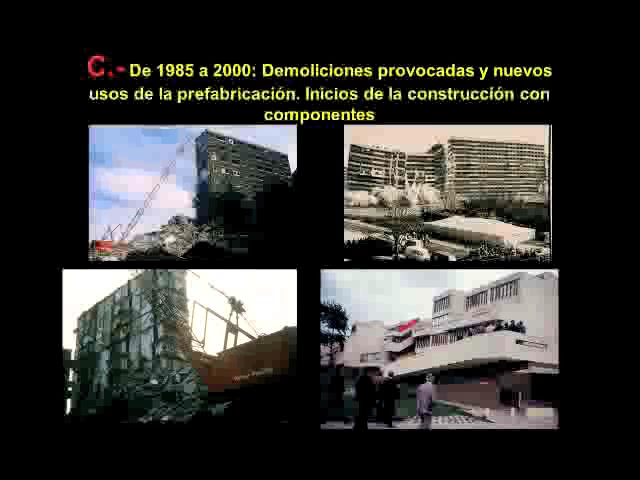 C.- De 1985 a 2000: Demoliciones provocadas y nuevos
usos de la prefabricación. Inicios de la construcción con
componentes